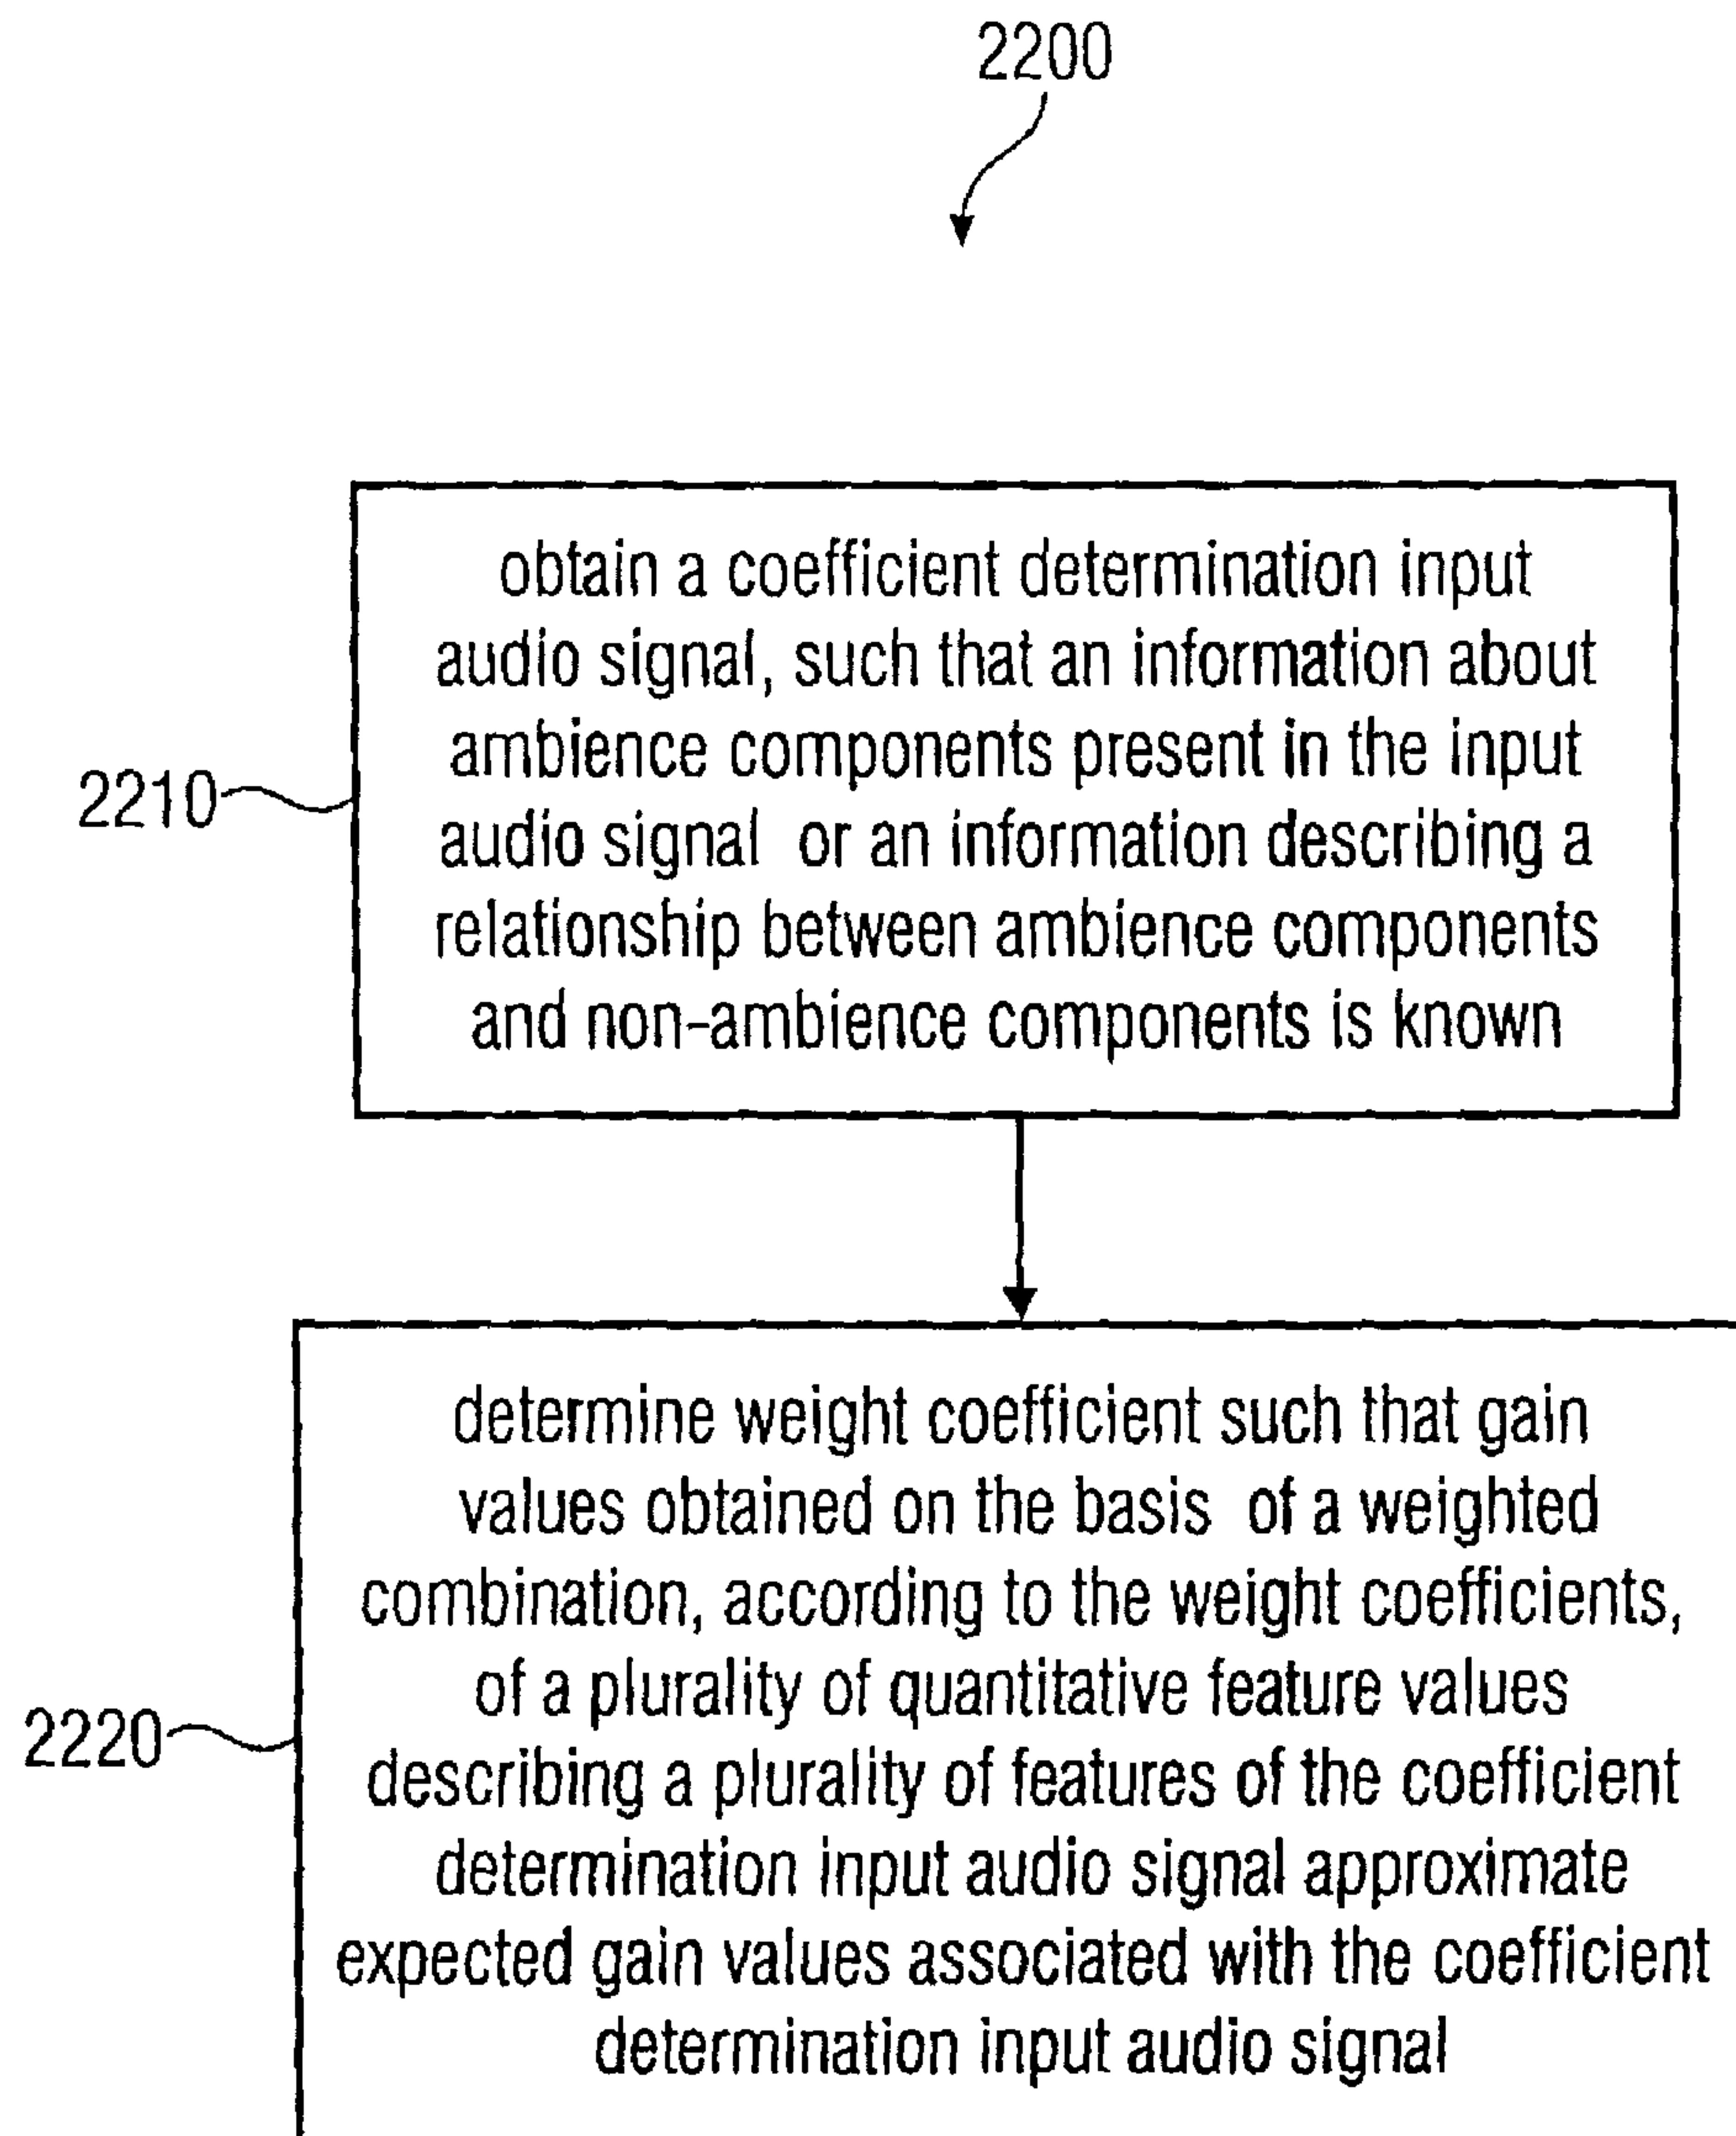 2200
obtain a coefficient determination input
audio signal, such that an information about
ambience components present in the input
audio signal or an information describing a
relationship between ambience components
and non-ambience components is known
2210
determine weight coefficient such that gain
values obtained on the basis of a weighted
combination, according to the weight coefficients,
of a plurality of quantitative feature values
describing a plurality of features of the coefficient
determination input audio signal approximate
expected gain values associated with the coefficient
determination input audio signal
2220